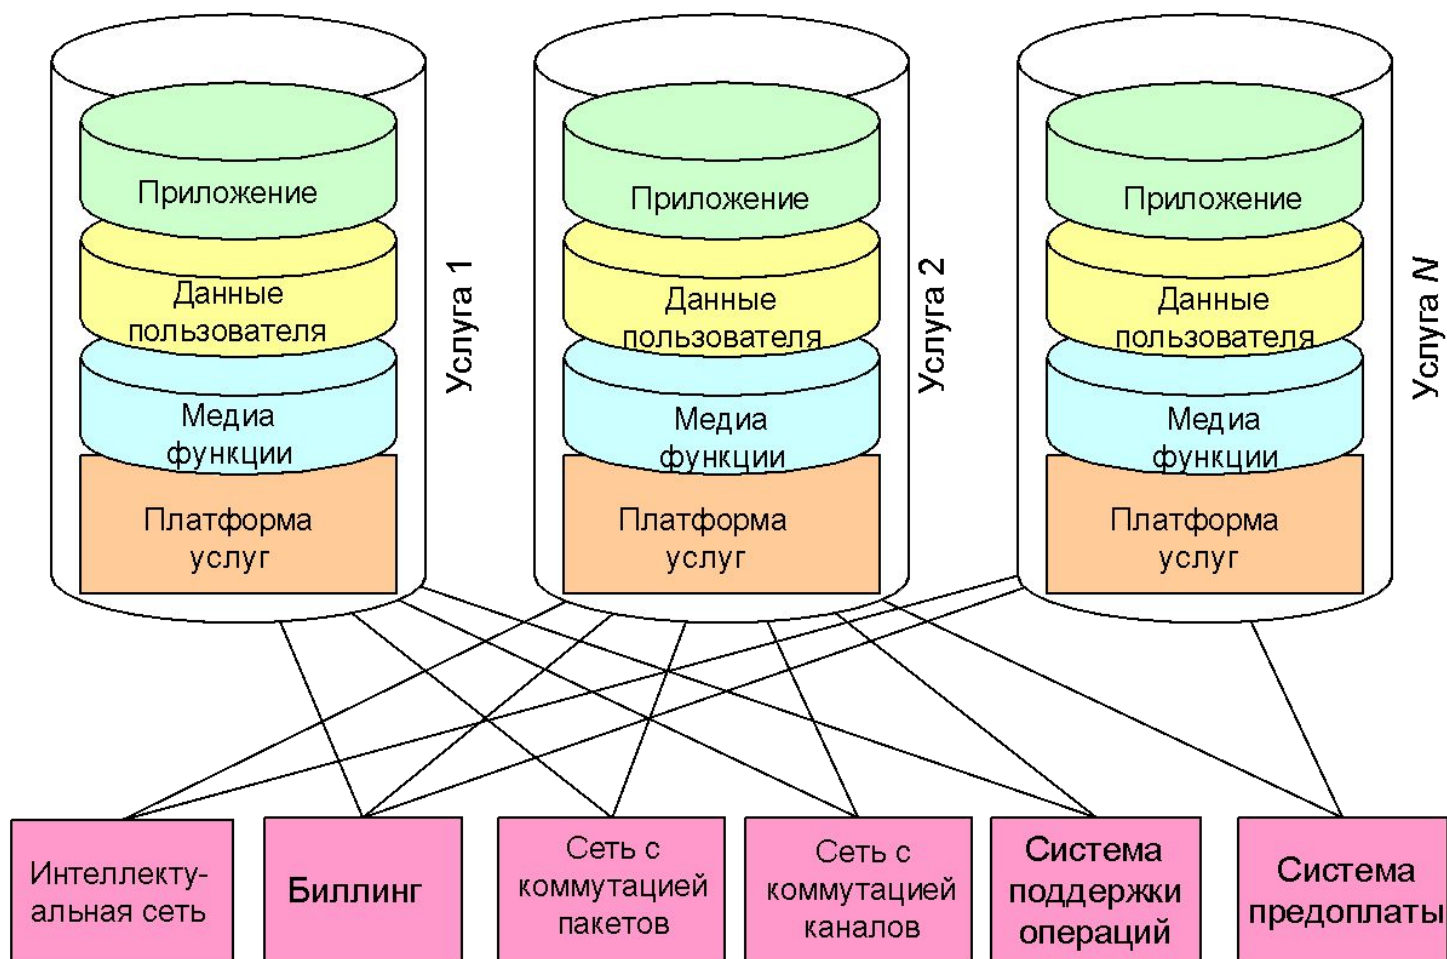 Приложение
Данные
пользователя
Медиа
функции
Платформа
услуг
Услуга 1
Приложение
Данные
пользователя
Медиа
функции
Платформа
услуг
Услуга 2
Приложение
Данные
пользователя
Медиа
функции
Платформа
услуг
Услуга N
Интеллекту-
альная сеть
Биллинг
Сеть с
коммутацией
пакетов
Сеть с
коммутацией
каналов
Система
поддержки
операций
Система
предоплаты